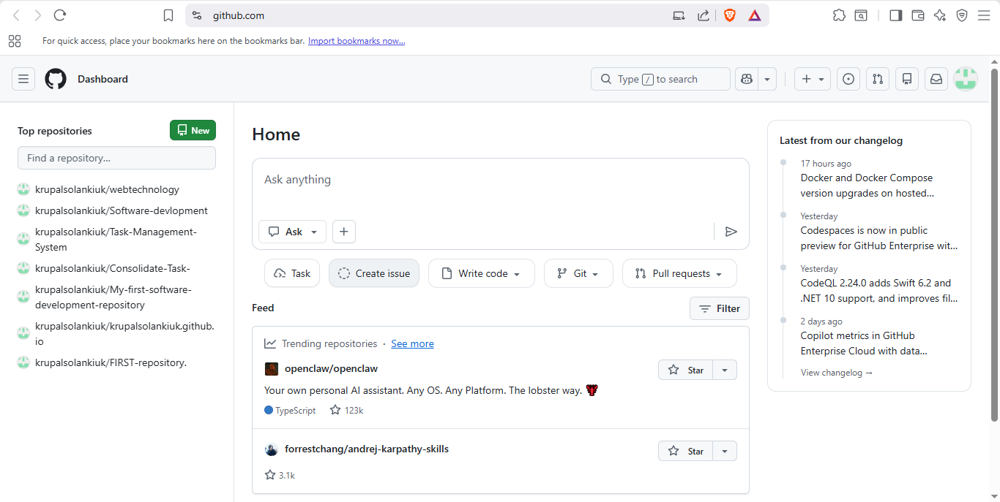 github.com
For quick access, place your bookmarks here on the bookmarks bar. Import bookmarks now...
Dashboard
Type / to search
Top repositories
New
Find a repository...
krupalsolankiuk/webtechnology
krupalsolankiuk/Software-devlopment
krupalsolankiuk/Task-Management-
System
krupalsolankiuk/Consolidate-Task-
krupalsolankiuk/My-first-software-
development-repository
krupalsolankiuk/krupalsolankiuk.github.
io
krupalsolankiuk/FIRST-repository.
Home
Ask anything
Ask
Task
Create issue
Write code
Git
Pull requests
Feed
Filter
Trending repositories · See more
openclaw/openclaw
Star
Your own personal AI assistant. Any OS. Any Platform. The lobster way. 🦞
TypeScript
123k
forrestchang/andrej-karpathy-skills
Star
3.1k
Latest from our changelog
17 hours ago
Docker and Docker Compose
version upgrades on hosted...
Yesterday
Codespaces is now in public
preview for GitHub Enterprise wit...
Yesterday
CodeQL 2.24.0 adds Swift 6.2 and
.NET 10 support, and improves fil...
2 days ago
Copilot metrics in GitHub
Enterprise Cloud with data...
View changelog →